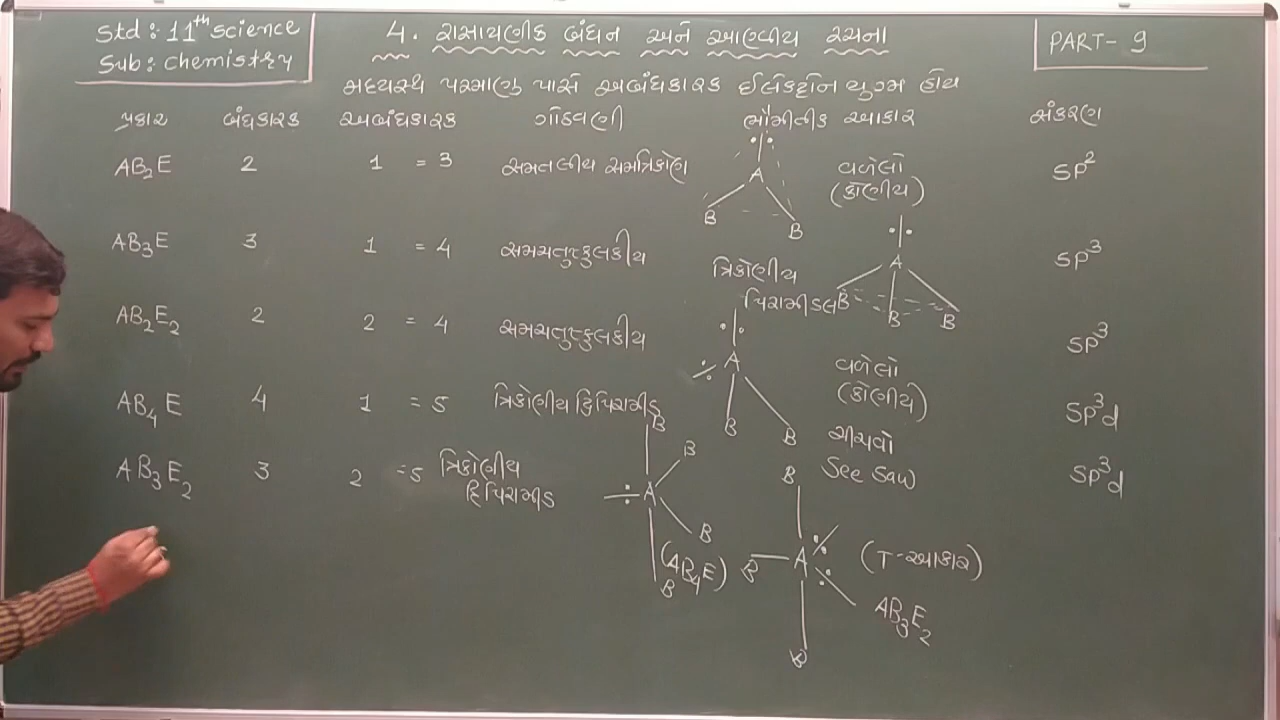 Std : 11th science
Sub : chemistry
4. રાસાયણીક બંધન અને આણ્વીય રચના
PART - 9
મધ્યસ્થ પરમાણુ પાસે અબંધકારક ઈલેકટ્રોન યુગ્મ હોય
પ્રકાર બંધકારક અબંધકારક ગોઠવણી ભૌમીતીક આકાર સંકરણ
AB2E 2 1 = 3 સમતલીય સમત્રિકોણ વળેલો SP2
(કોણીય)
A
B
B
AB3E 3 1 = 4 સમચતુષ્ફલકીય ત્રિકોણીય SP3
પિરામીડલ
A
B
B
B
AB2E2 2 2 = 4 સમચતુષ્ફલકીય વળેલો SP3
(કોણીય)
A
B
B
AB4E 4 1 = 5 ત્રિકોણીય દ્વિપિરામીડ ચીચવો SP3d
See Saw
B
B
A
B
B
(AB4E)
AB3E2 3 2 = 5 ત્રિકોણીય SP3d
દ્વિપિરામીડ
B
B A (T-આકાર)
B
AB3E2